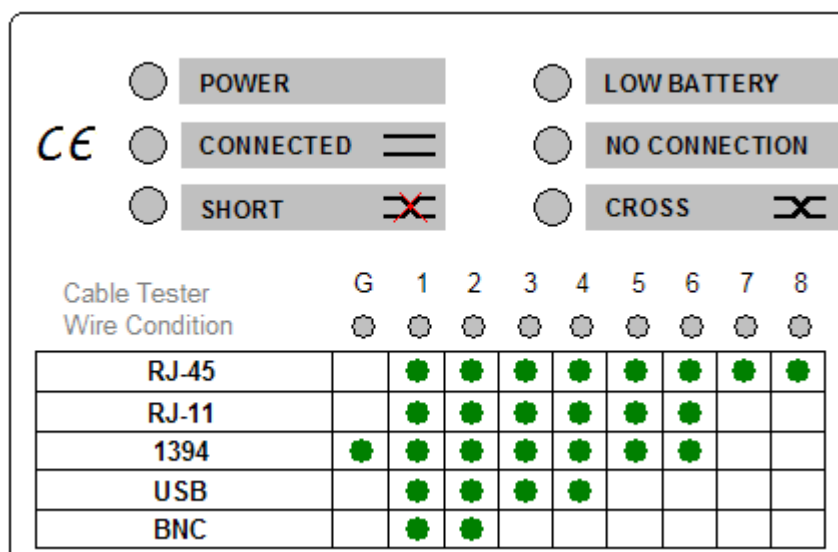 POWER LOW BATTERY
CE CONNECTED NO CONNECTION
SHORT CROSS
Cable Tester G 1 2 3 4 5 6 7 8
Wire Condition
RJ-45
RJ-11
1394
USB
BNC